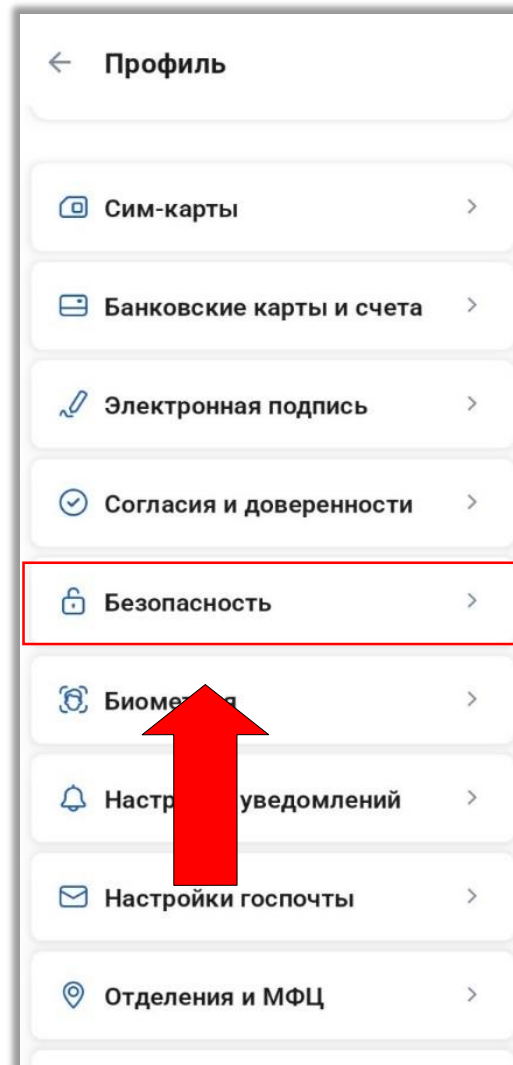 Профиль
Сим-карты
Банковские карты и счета
Электронная подпись
Согласия и доверенности
Безопасность
уведомлений
Настройки госпочты
Отделения и МФЦ